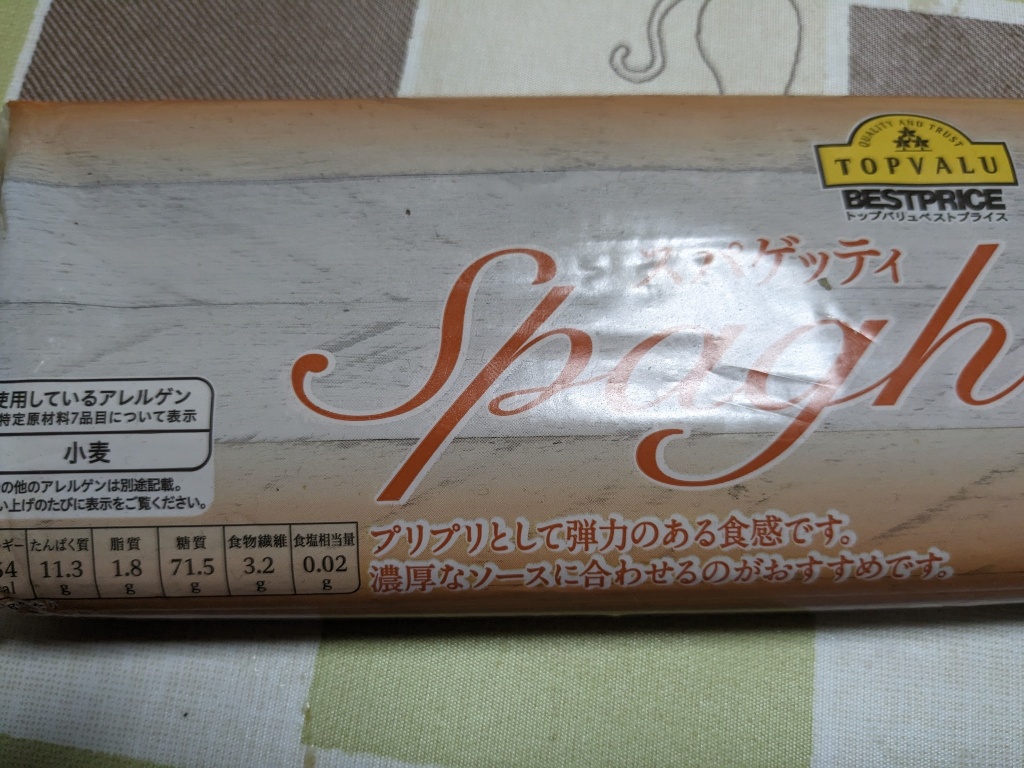 QUALITY AND TRUST
TOPVALU
BESTPRICE
トップバリュベストプライス
スパゲッティ
Spagh
使用しているアレルゲン
特定原材料7品目について表示
小麦
の他のアレルゲンは別途記載。
い上げのたびに表示をご覧ください。
ギー たんぱく質 脂質 糖質 食物繊維 食塩相当量
54 11.3 1.8 71.5 3.2 0.02
al g g g g g
プリプリとして弾力のある食感です。
濃厚なソースに合わせるのがおすすめです。